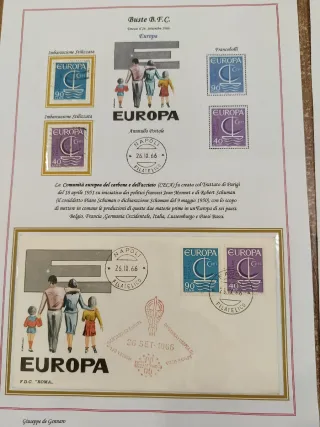 Buste B.F.C.
Europa
Imbarcazione Stilizzata
Francobolli
EUROPA
90
EUROPA
90
Imbarcazione Stilizzata
EUROPA
40
EUROPA
40
E
EUROPA
Annullo Postale
NAPOLI
26.IX.66
FILATELICO
La Comunità europea del carbone e dell'acciaio (CECA) fu creata col Trattato di Parigi
del 18 aprile 1951 su iniziativa dei politici francesi Jean Monnet e di Robert Schuman
(il cosiddetto Piano Schuman o dichiarazione Schuman del 9 maggio 1950), con lo scopo
di mettere in comune le produzioni di queste due materie prime in un'Europa di sei paesi:
Belgio, Francia, Germania Occidentale, Italia, Lussemburgo e Paesi Bassi.
E
NAPOLI
26.IX.66
FILATELICO
EUROPA
90
EUROPA
40
26 SET 1966
EUROPA
F.D.C. "ROMA"
Giuseppe de Gennaro